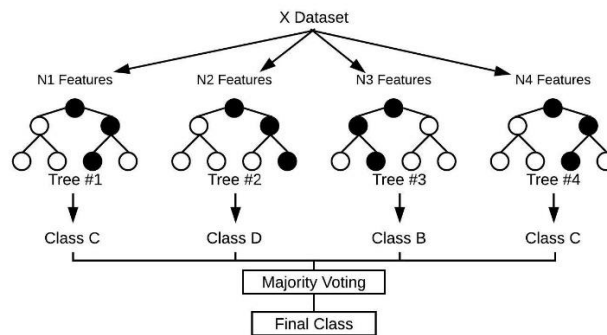 X Dataset
N1 Features N2 Features N3 Features N4 Features
Tree #1 Tree #2 Tree #3 Tree #4
Class C Class D Class B Class C
Majority Voting
Final Class